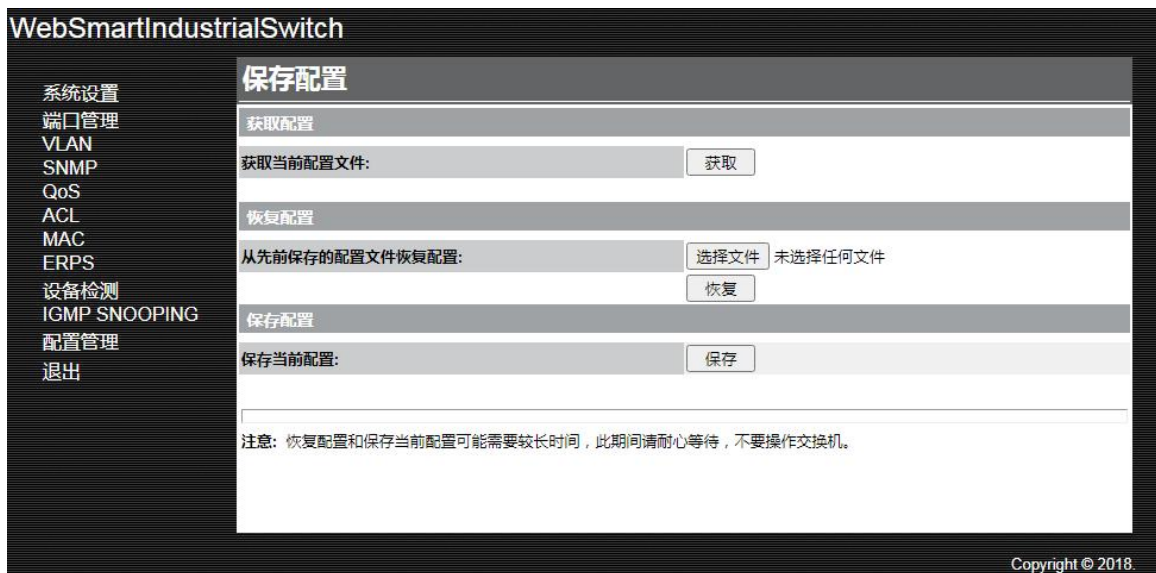 WebSmartIndustrialSwitch
系统设置
端口管理
VLAN
SNMP
QoS
ACL
MAC
ERPS
设备检测
IGMP SNOOPING
配置管理
退出
保存配置
获取配置
获取当前配置文件: 获取
恢复配置
从先前保存的配置文件恢复配置: 选择文件 未选择任何文件
恢复
保存配置
保存当前配置: 保存
注意: 恢复配置和保存当前配置可能需要较长时间，此期间请耐心等待，不要操作交换机。
Copyright © 2018.